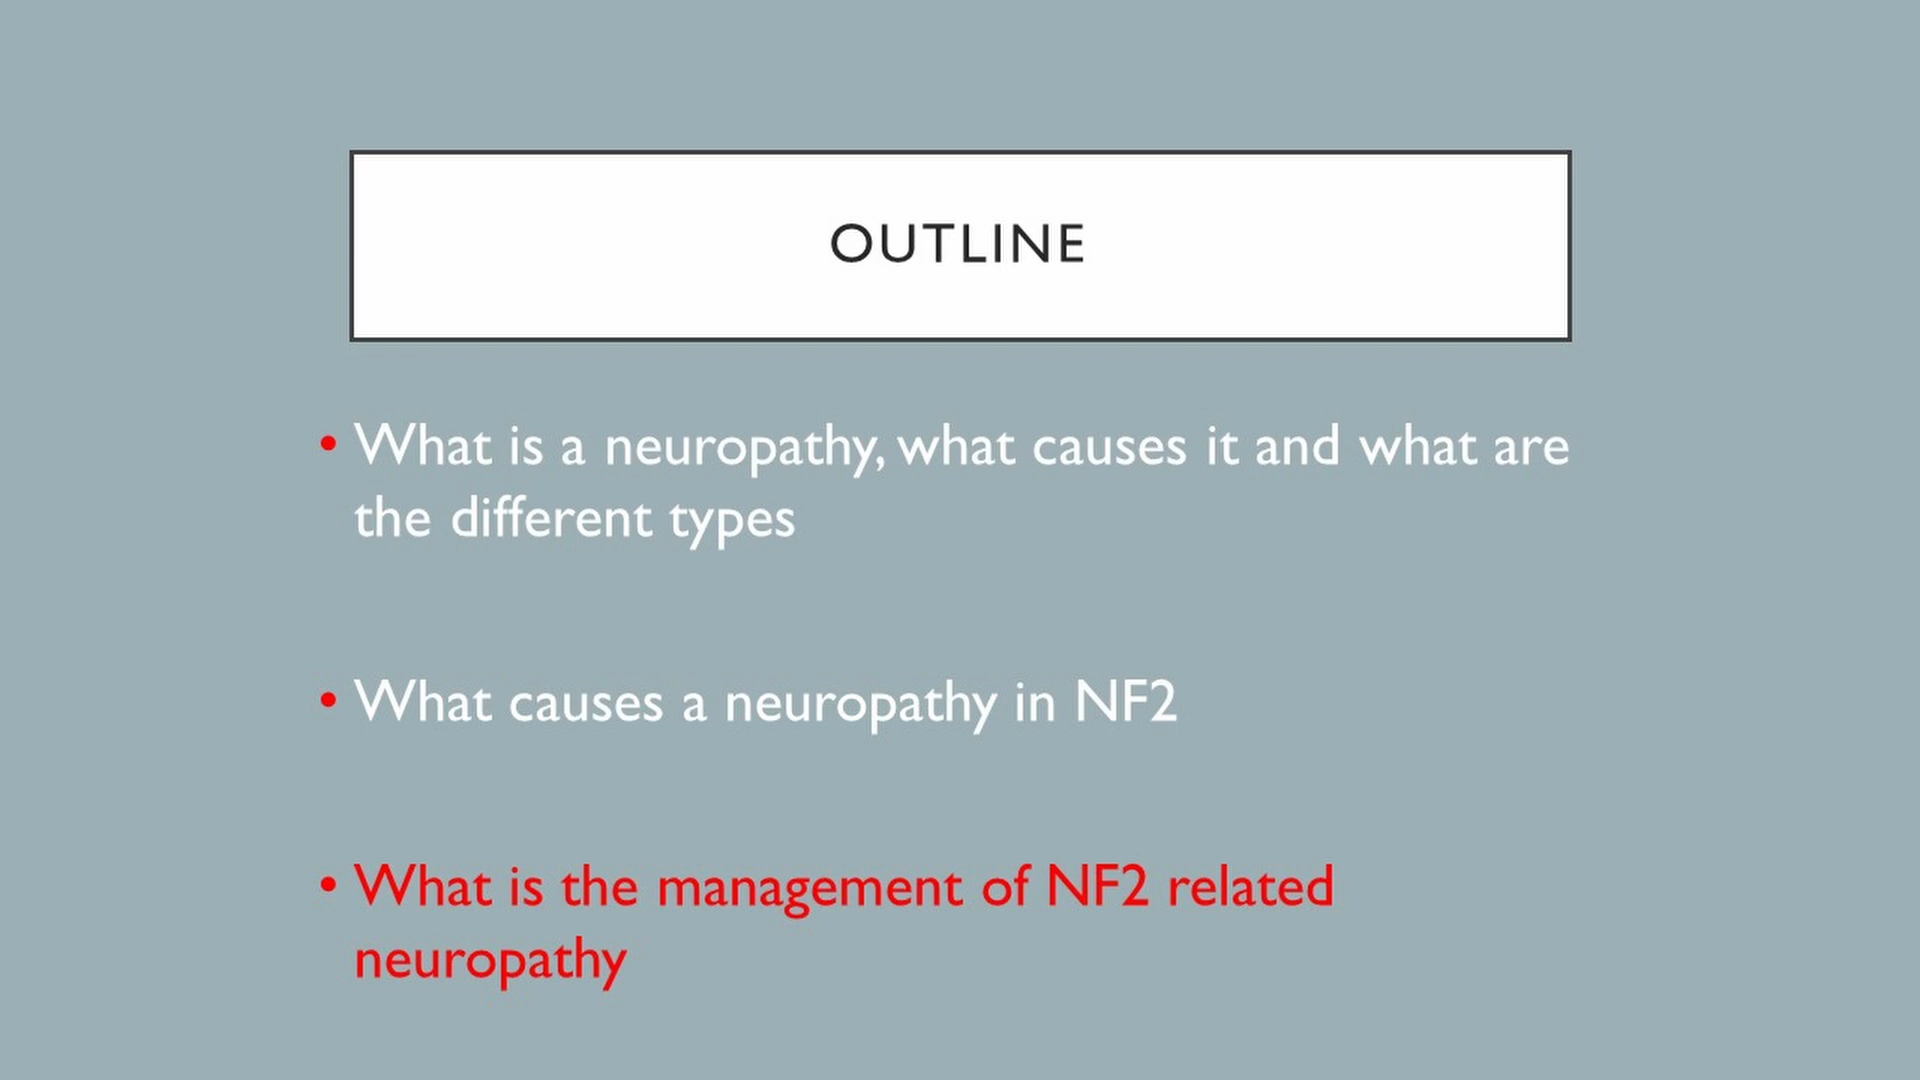 OUTLINE
• What is a neuropathy, what causes it and what are
the different types
• What causes a neuropathy in NF2
• What is the management of NF2 related
neuropathy